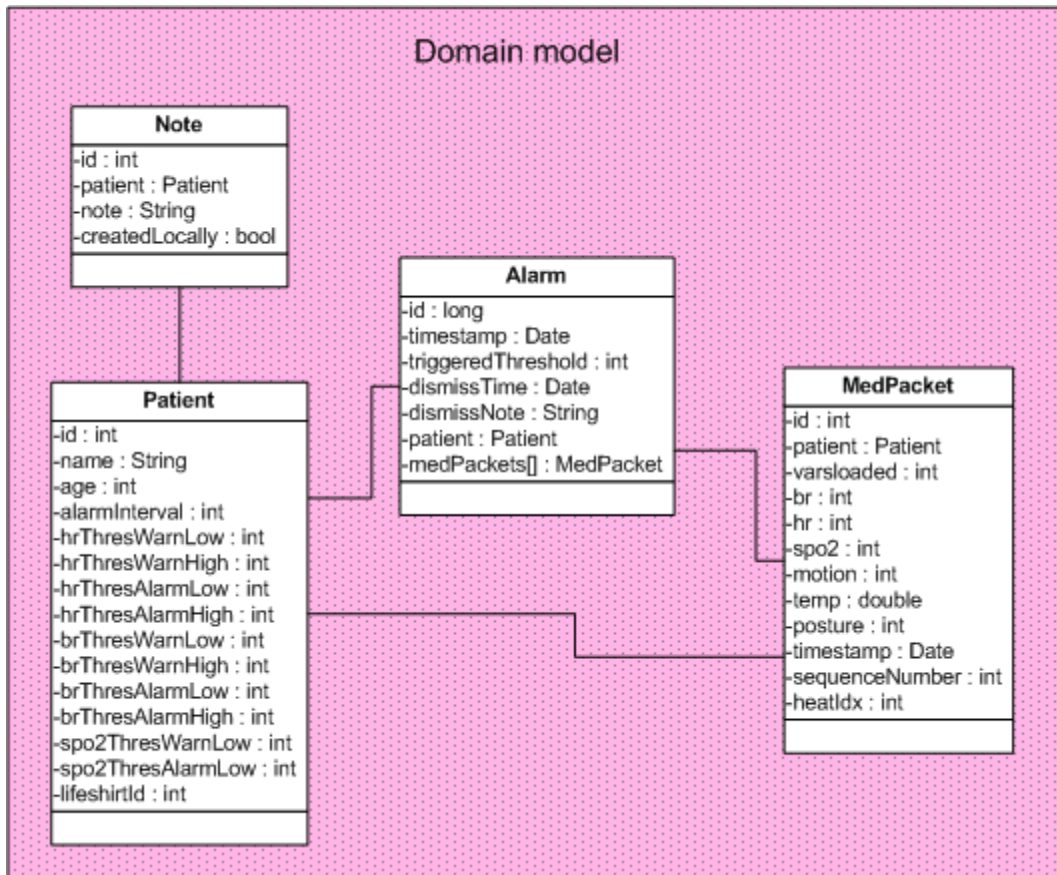 Domain model
Note
-id : int
-patient : Patient
-note : String
-createdLocally : bool
Alarm
-id : long
-timestamp : Date
-triggeredThreshold : int
-dismissTime : Date
-dismissNote : String
-patient : Patient
-medPackets[] : MedPacket
Patient
-id : int
-name : String
-age : int
-alarmInterval : int
-hrThresWarnLow : int
-hrThresWarnHigh : int
-hrThresAlarmLow : int
-hrThresAlarmHigh : int
-brThresWarnLow : int
-brThresWarnHigh : int
-brThresAlarmLow : int
-brThresAlarmHigh : int
-spo2ThresWarnLow : int
-spo2ThresAlarmLow : int
-lifeshirtId : int
MedPacket
-id : int
-patient : Patient
-varsloaded : int
-br : int
-hr : int
-spo2 : int
-motion : int
-temp : double
-posture : int
-timestamp : Date
-sequenceNumber : int
-heatIdx : int